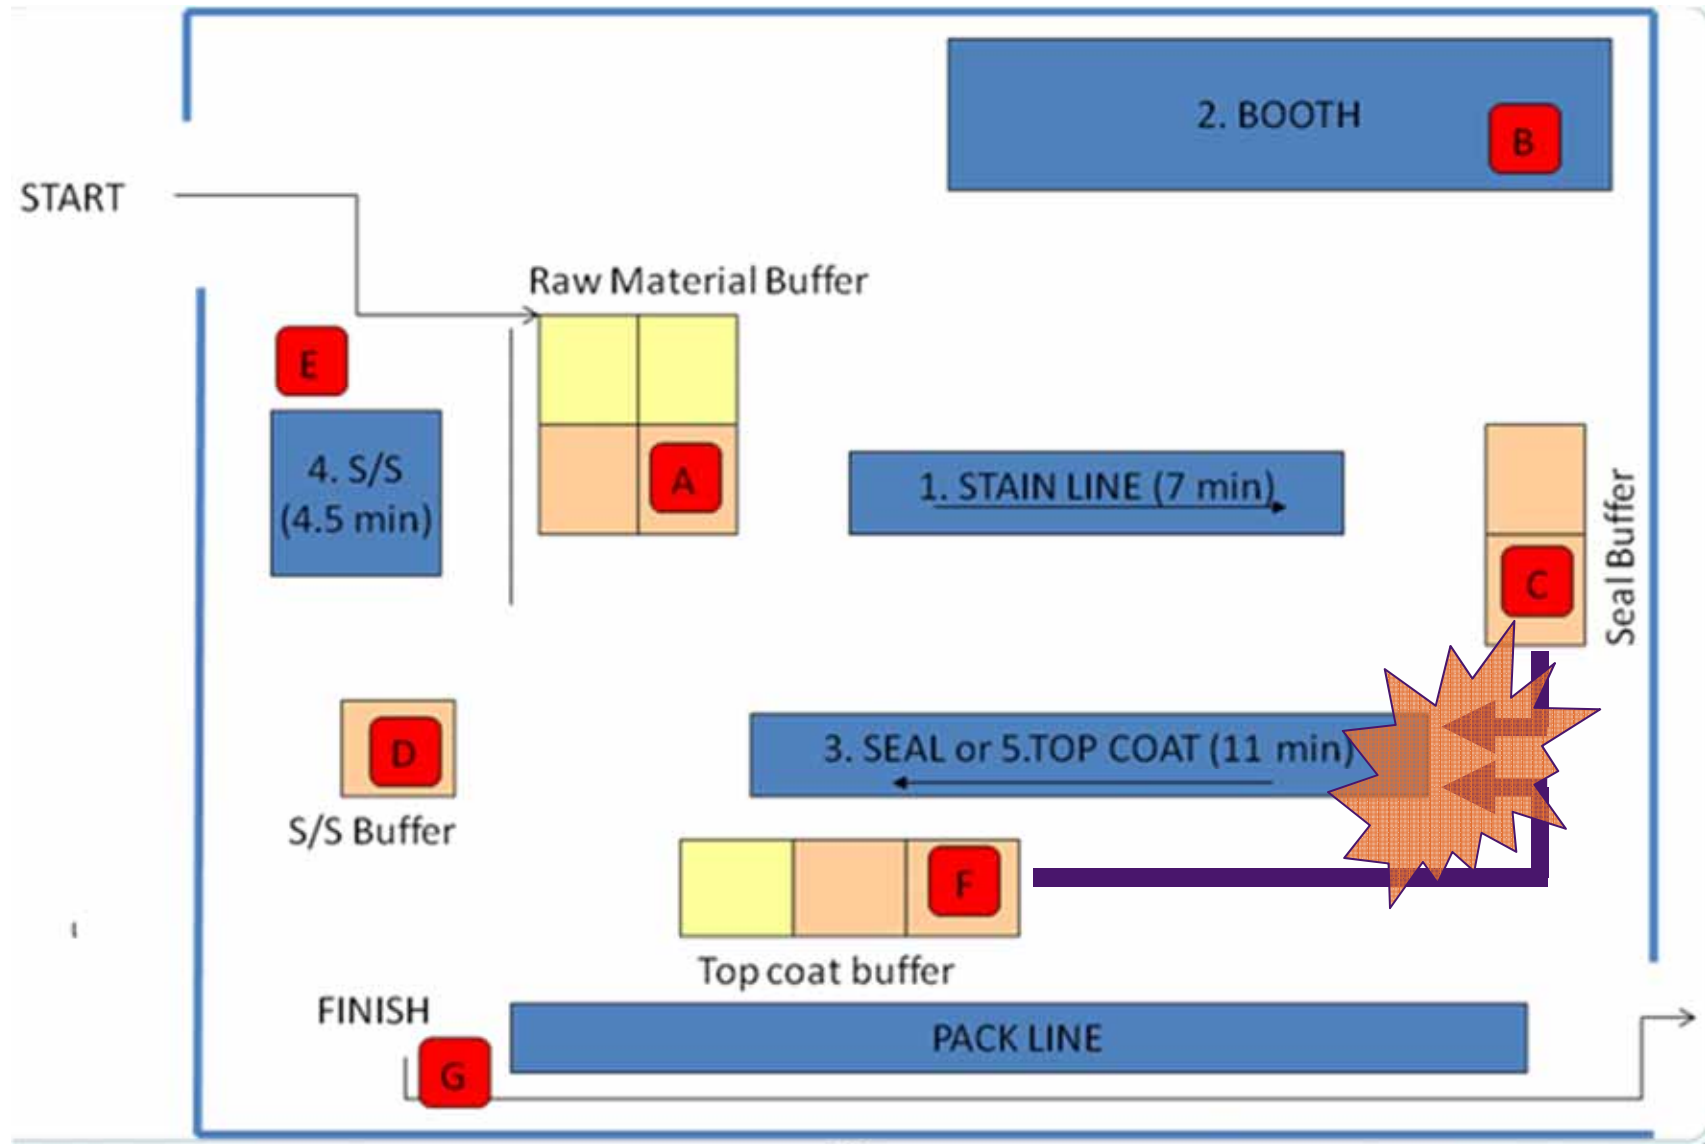 2. BOOTH
B
START
Raw Material Buffer
E
4. S/S
(4.5 min)
A
1. STAIN LINE (7 min)
C
Seal Buffer
D
3. SEAL or 5.TOP COAT (11 min)
S/S Buffer
F
Top coat buffer
FINISH
PACK LINE
G